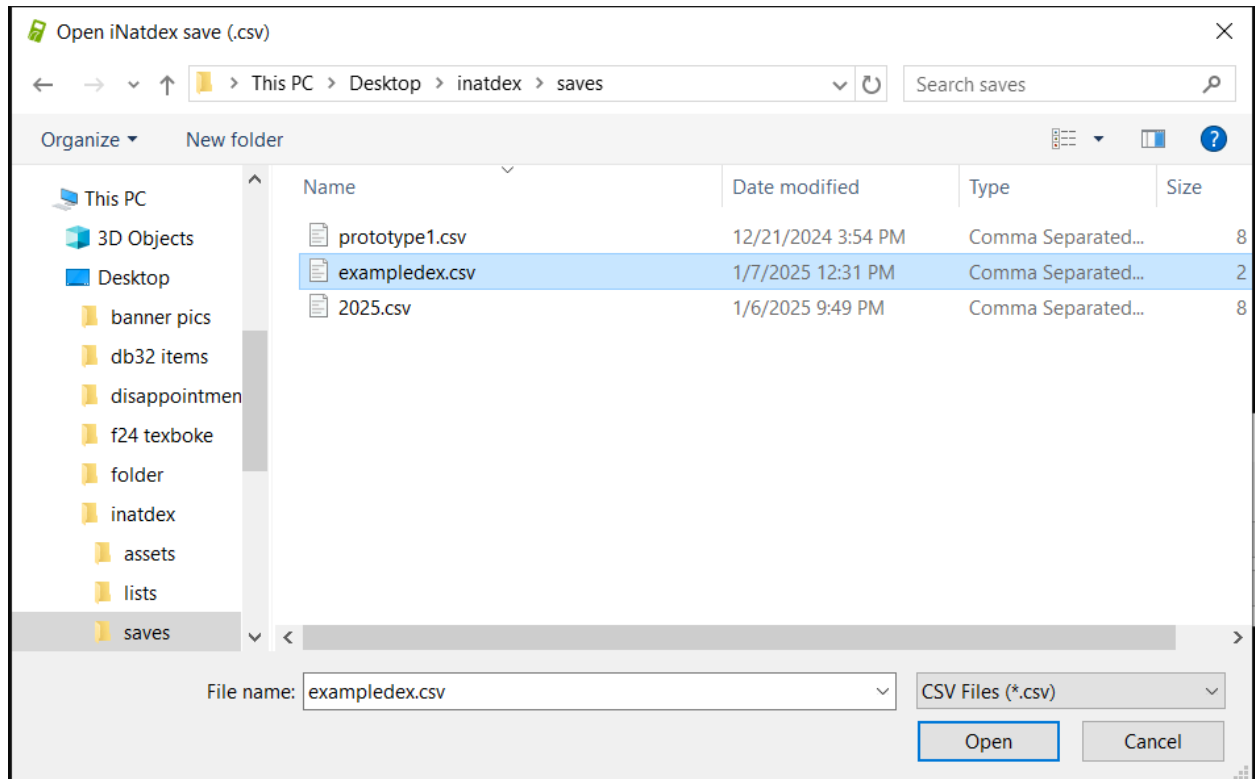 Open iNatdex save (.csv)
This PC > Desktop > inatdex > saves
Search saves
Organize
New folder
?
Name Date modified Type Size
This PC
3D Objects
Desktop
banner pics
db32 items
disappointmen
f24 texboke
folder
inatdex
assets
lists
saves
prototype1.csv 12/21/2024 3:54 PM Comma Separated... 8
exampledex.csv 1/7/2025 12:31 PM Comma Separated... 2
2025.csv 1/6/2025 9:49 PM Comma Separated... 8
File name: exampledex.csv
CSV Files (*.csv)
Open
Cancel